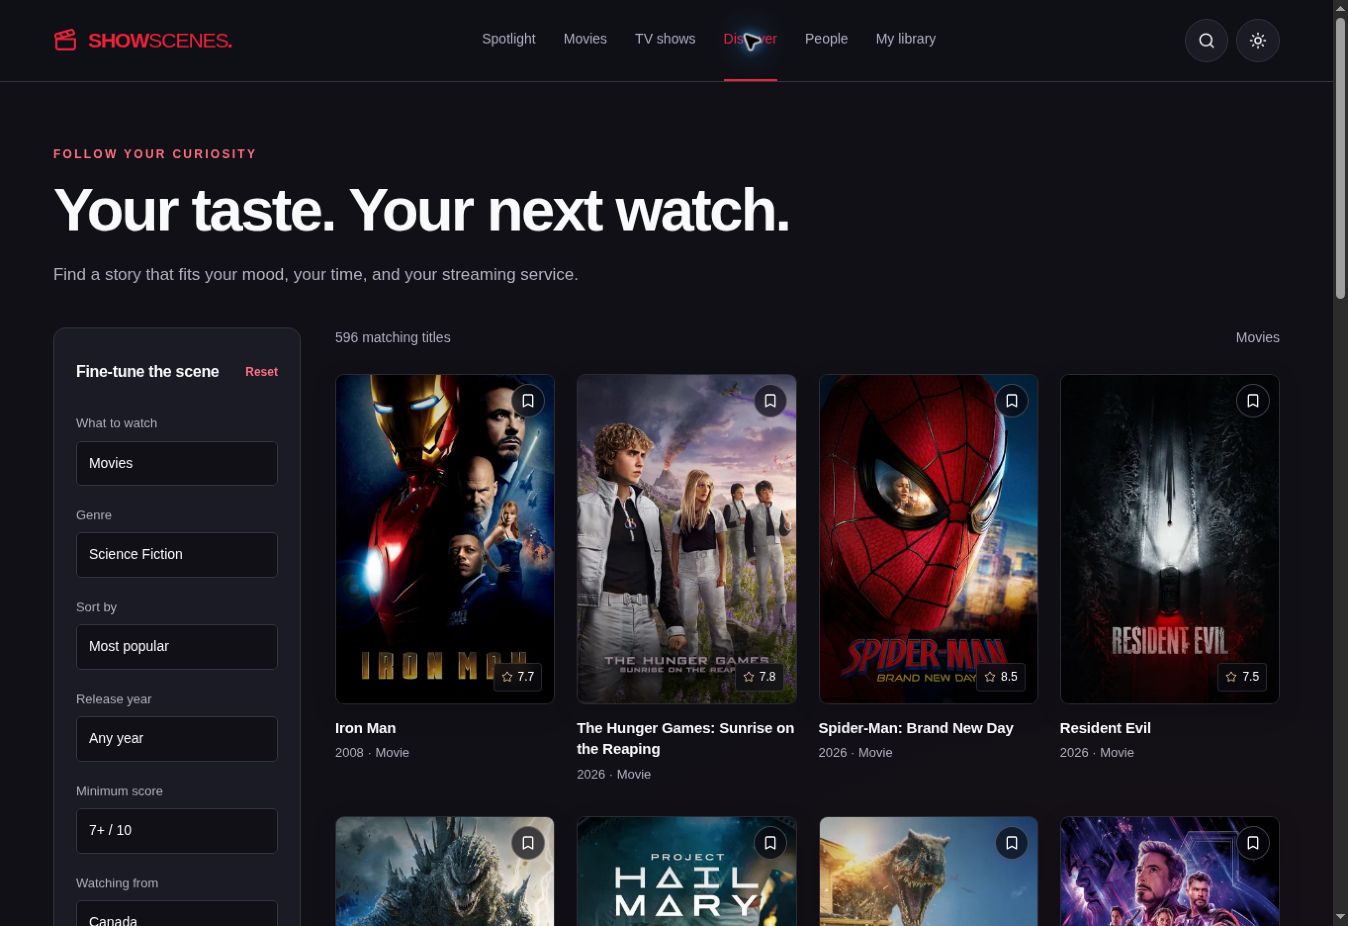 SHOWSCENES.
Spotlight
Movies
TV shows
Discover
People
My library
FOLLOW YOUR CURIOSITY
Your taste. Your next watch.
Find a story that fits your mood, your time, and your streaming service.
Fine-tune the scene
Reset
What to watch
Movies
Genre
Science Fiction
Sort by
Most popular
Release year
Any year
Minimum score
7+ / 10
Watching from
Canada
596 matching titles
Movies
IRON MAN
7.7
Iron Man
2008 · Movie
THE HUNGER GAMES
SUNRISE ON THE REAPING
7.8
The Hunger Games: Sunrise on
the Reaping
2026 · Movie
SPIDER-MAN
BRAND NEW DAY
8.5
Spider-Man: Brand New Day
2026 · Movie
RESIDENT EVIL
7.5
Resident Evil
2026 · Movie
PROJECT
HAIL
MARY